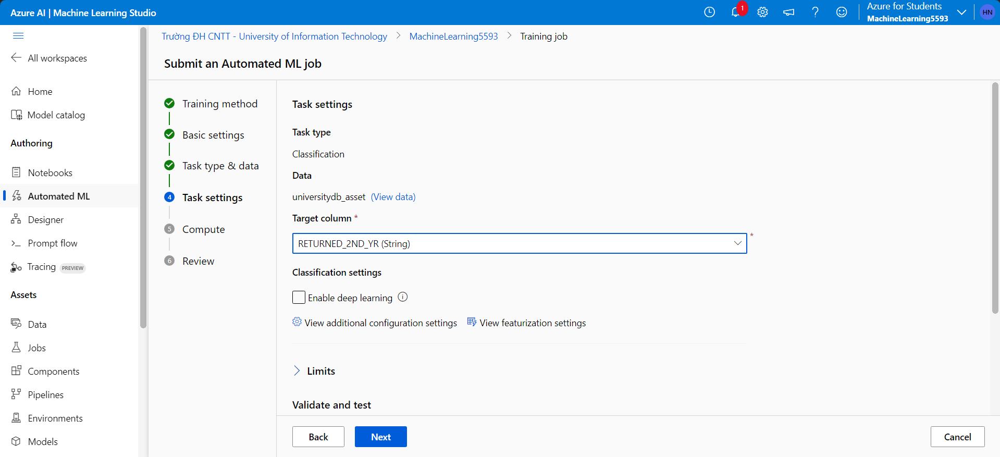 Azure AI | Machine Learning Studio
1
Azure for Students
MachineLearning5593
HN
All workspaces
Home
Model catalog
Authoring
Notebooks
Automated ML
Designer
Prompt flow
Tracing PREVIEW
Assets
Data
Jobs
Components
Pipelines
Environments
Models
Trường ĐH CNTT - University of Information Technology > MachineLearning5593 > Training job
Submit an Automated ML job
Training method
Basic settings
Task type & data
4 Task settings
5 Compute
6 Review
Task settings
Task type
Classification
Data
universitydb_asset (View data)
Target column *
RETURNED_2ND_YR (String) *
Classification settings
Enable deep learning
View additional configuration settings View featurization settings
Limits
Validate and test
Back Next Cancel